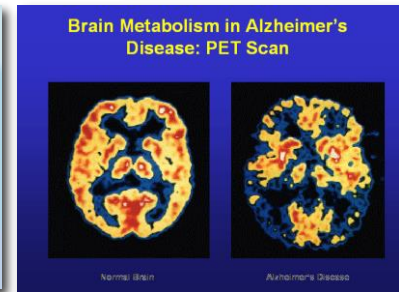 Brain Metabolism in Alzheimer's
Disease: PET Scan
Normal Brain
Alzheimer's Disease